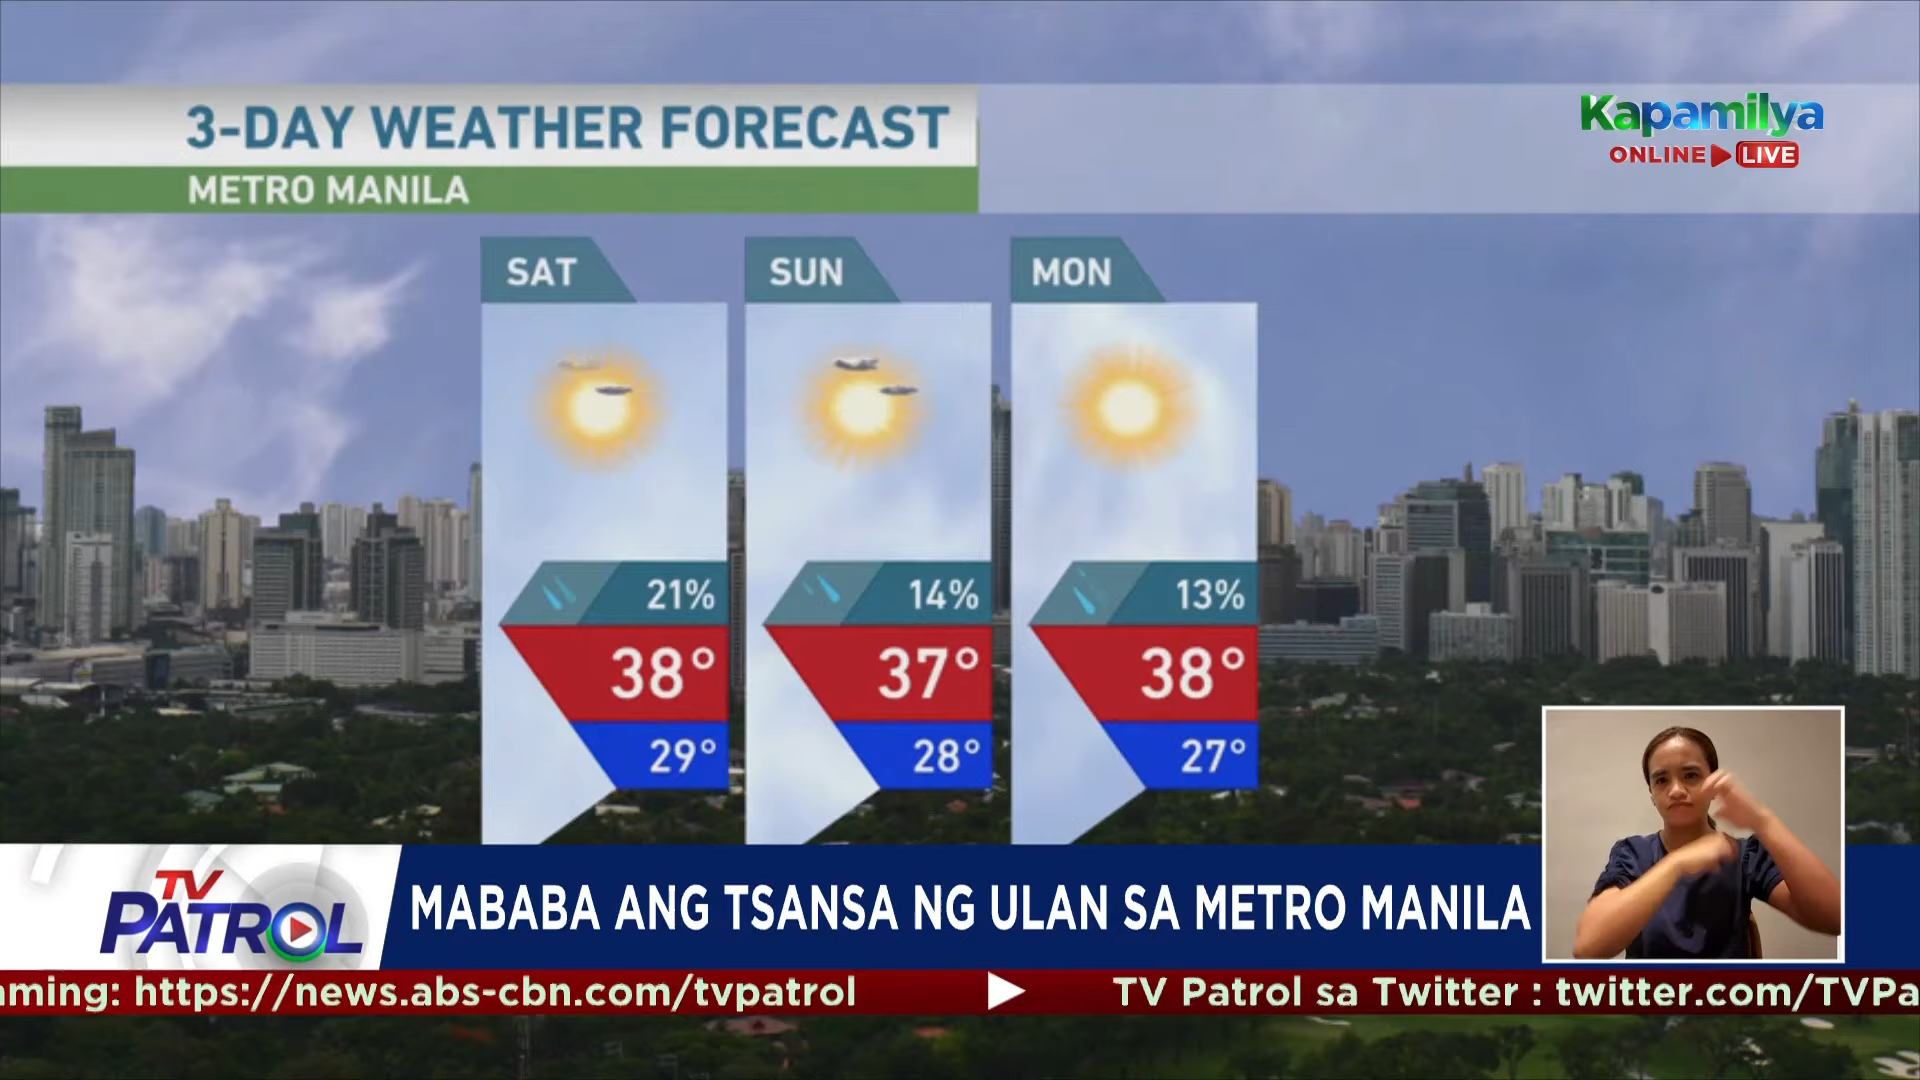 3-DAY WEATHER FORECAST
METRO MANILA
Kapamilya
ONLINE LIVE
SAT
SUN
MON
21%
14%
13%
38°
37°
38°
29°
28°
27°
TV PATROL
MABABA ANG TSANSA NG ULAN SA METRO MANILA
aming: https://news.abs-cbn.com/tvpatrol TV Patrol sa Twitter : twitter.com/TVPa